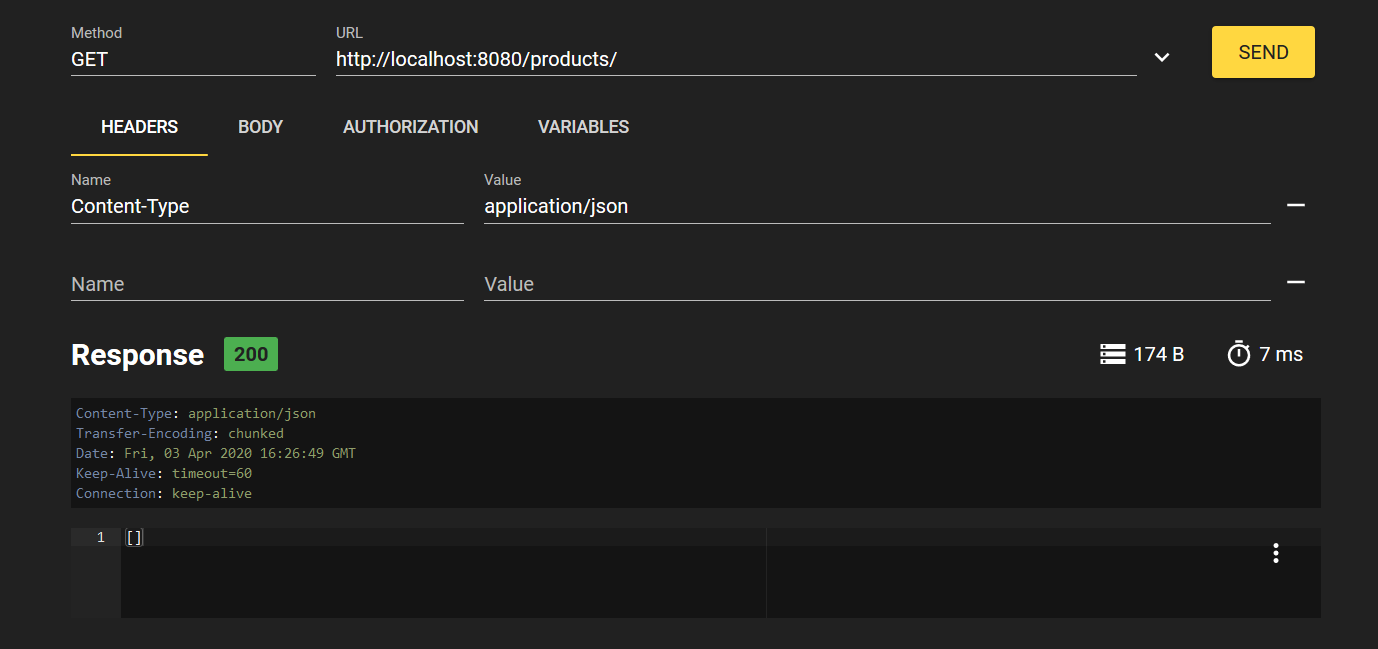 Method
URL
GET
http://localhost:8080/products/
SEND
HEADERS
BODY
AUTHORIZATION
VARIABLES
Name
Value
Content-Type
application/json
Name
Value
Response
200
174 B
7 ms
Content-Type: application/json
Transfer-Encoding: chunked
Date: Fri, 03 Apr 2020 16:26:49 GMT
Keep-Alive: timeout=60
Connection: keep-alive
1
[]